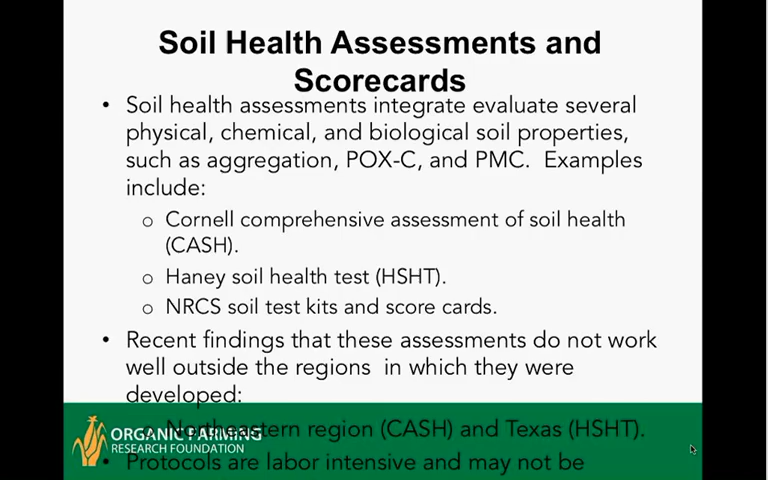 Soil Health Assessments and
Scorecards
• Soil health assessments integrate evaluate several
physical, chemical, and biological soil properties,
such as aggregation, POX-C, and PMC.  Examples
include:
o Cornell comprehensive assessment of soil health
(CASH).
o Haney soil health test (HSHT).
o NRCS soil test kits and score cards.
• Recent findings that these assessments do not work
well outside the regions  in which they were
developed:
o Northeastern region (CASH) and Texas (HSHT).
• Protocols are labor intensive and may not be
ORGANIC FARMING
RESEARCH FOUNDATION